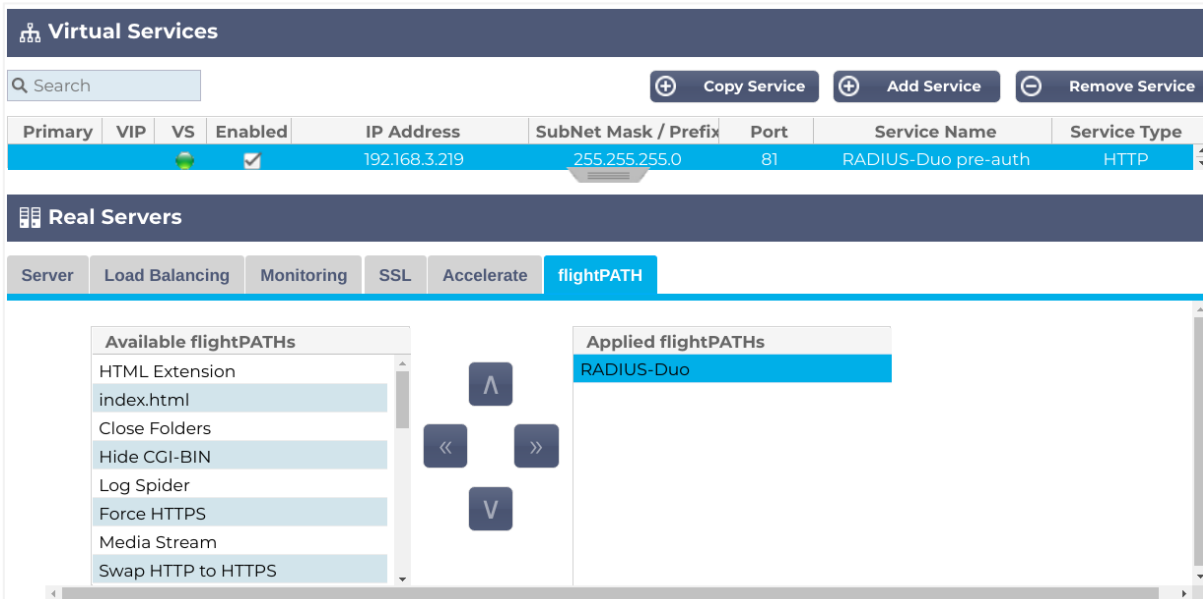 Virtual Services
Search
Copy Service Add Service Remove Service
Primary VIP VS Enabled IP Address SubNet Mask / Prefix Port Service Name Service Type
192.168.3.219 255.255.255.0 81 RADIUS-Duo pre-auth HTTP
Real Servers
Server Load Balancing Monitoring SSL Accelerate flightPATH
Available flightPATHs Applied flightPATHs
HTML Extension RADIUS-Duo
index.html
Close Folders
Hide CGI-BIN
Log Spider
Force HTTPS
Media Stream
Swap HTTP to HTTPS